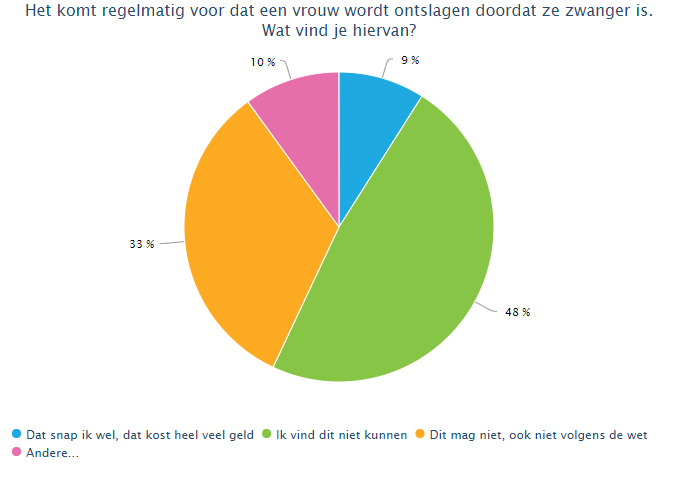 Het komt regelmatig voor dat een vrouw wordt ontslagen doordat ze zwanger is.
Wat vind je hiervan?
10 %
9 %
33 %
48 %
Dat snap ik wel, dat kost heel veel geld Ik vind dit niet kunnen Dit mag niet, ook niet volgens de wet
Andere...